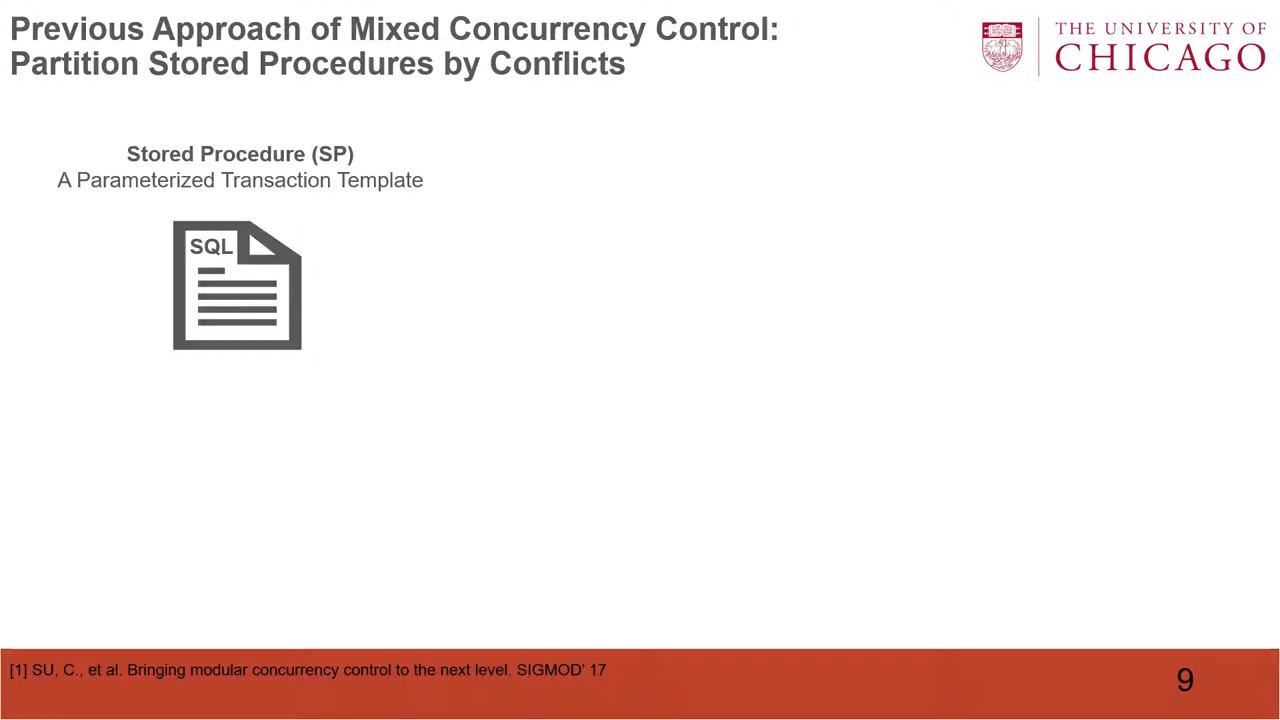 Previous Approach of Mixed Concurrency Control:
Partition Stored Procedures by Conflicts
THE UNIVERSITY OF
CHICAGO
Stored Procedure (SP)
A Parameterized Transaction Template
SQL
[1] SU, C., et al. Bringing modular concurrency control to the next level. SIGMOD' 17
9